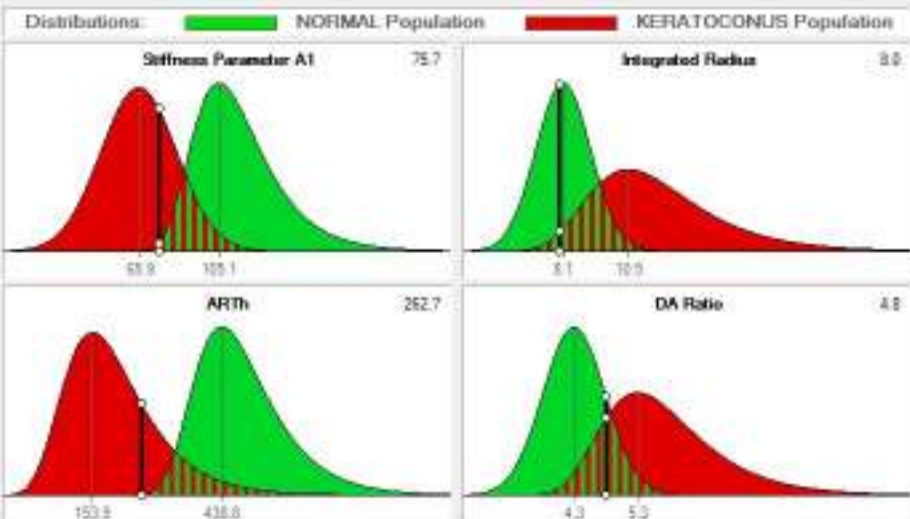 Distributions: NORMAL Population KERATOCONUS Population
Stiffness Parameter A1 75.7
Integrated Radius 8.0
65.9 105.1
8.1 10.5
ARTh 262.7
DA Ratio 4.8
153.9 438.8
4.3 5.3